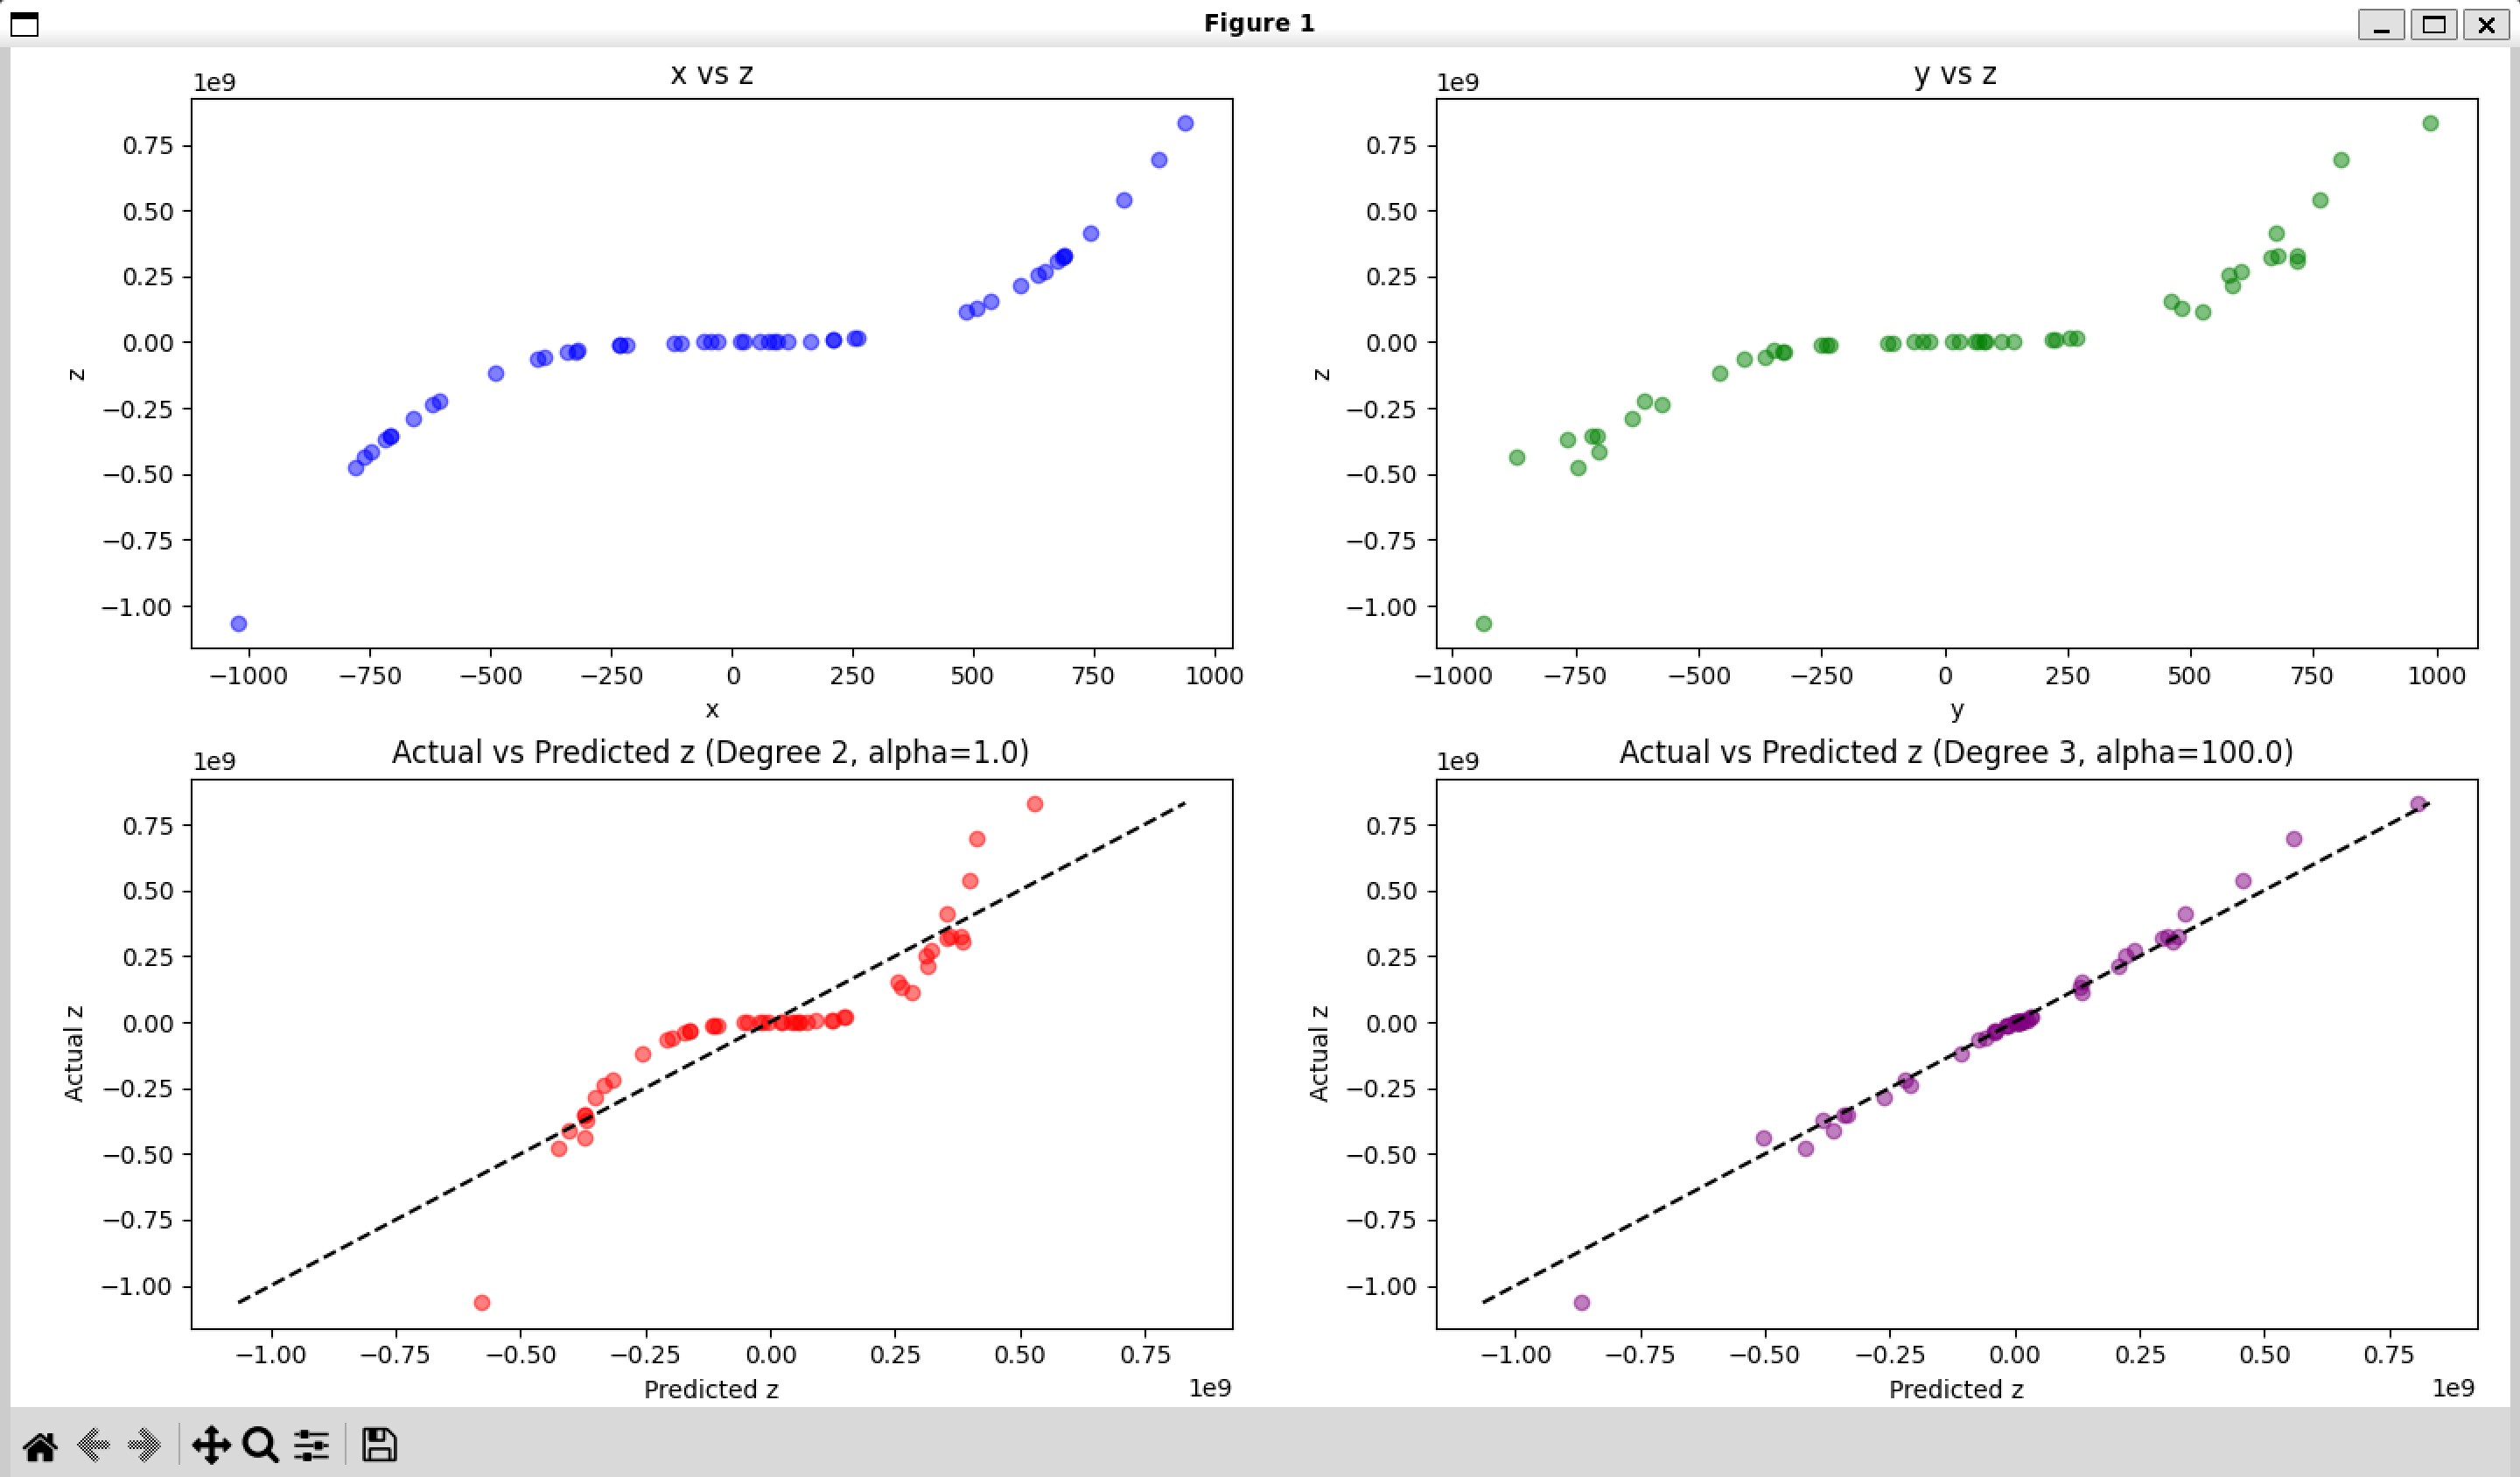 Figure 1
x vs z
1e9
0.75
0.50
0.25
0.00
−0.25
−0.50
−0.75
−1.00
z
−1000 −750 −500 −250 0 250 500 750 1000
x
y vs z
1e9
0.75
0.50
0.25
0.00
−0.25
−0.50
−0.75
−1.00
z
−1000 −750 −500 −250 0 250 500 750 1000
y
Actual vs Predicted z (Degree 2, alpha=1.0)
1e9
0.75
0.50
0.25
0.00
−0.25
−0.50
−0.75
−1.00
Actual z
−1.00 −0.75 −0.50 −0.25 0.00 0.25 0.50 0.75
Predicted z
1e9
Actual vs Predicted z (Degree 3, alpha=100.0)
1e9
0.75
0.50
0.25
0.00
−0.25
−0.50
−0.75
−1.00
Actual z
−1.00 −0.75 −0.50 −0.25 0.00 0.25 0.50 0.75
Predicted z
1e9